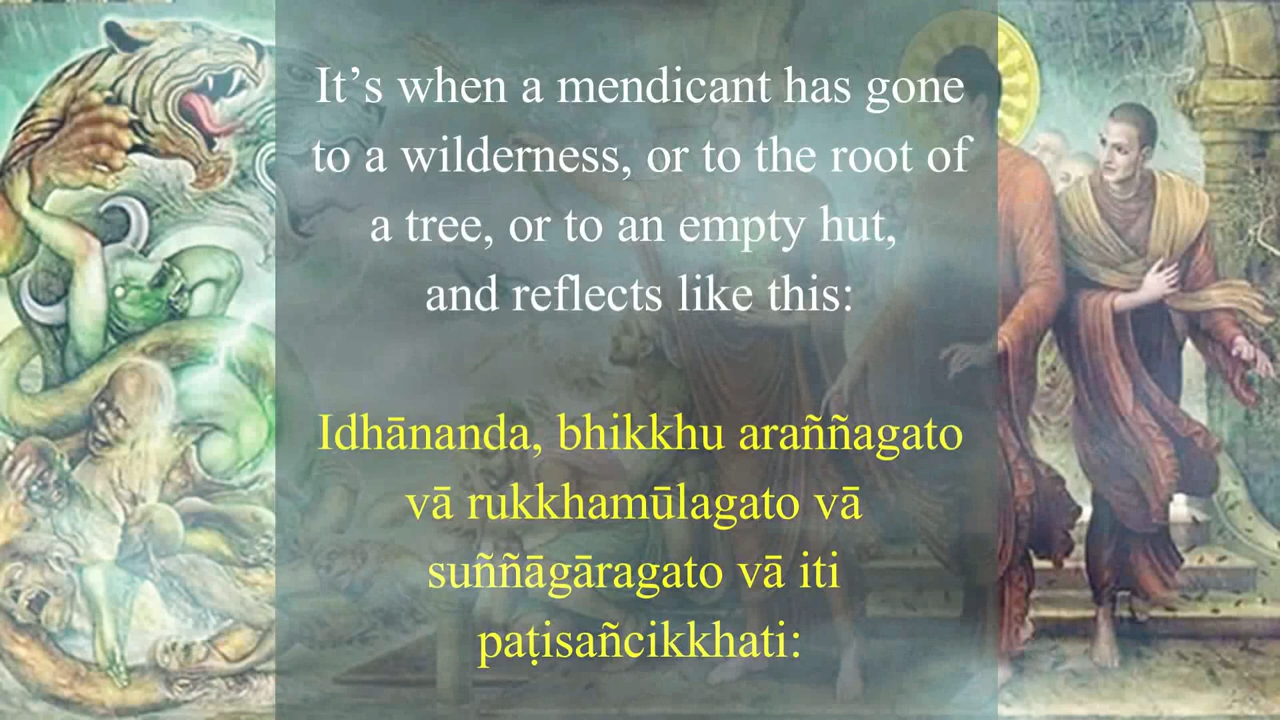 It’s when a mendicant has gone
to a wilderness, or to the root of
a tree, or to an empty hut,
and reflects like this:
Idhānanda, bhikkhu araññagato
vā rukkhamūlagato vā
suññāgāragato vā iti
paṭisañcikkhati: